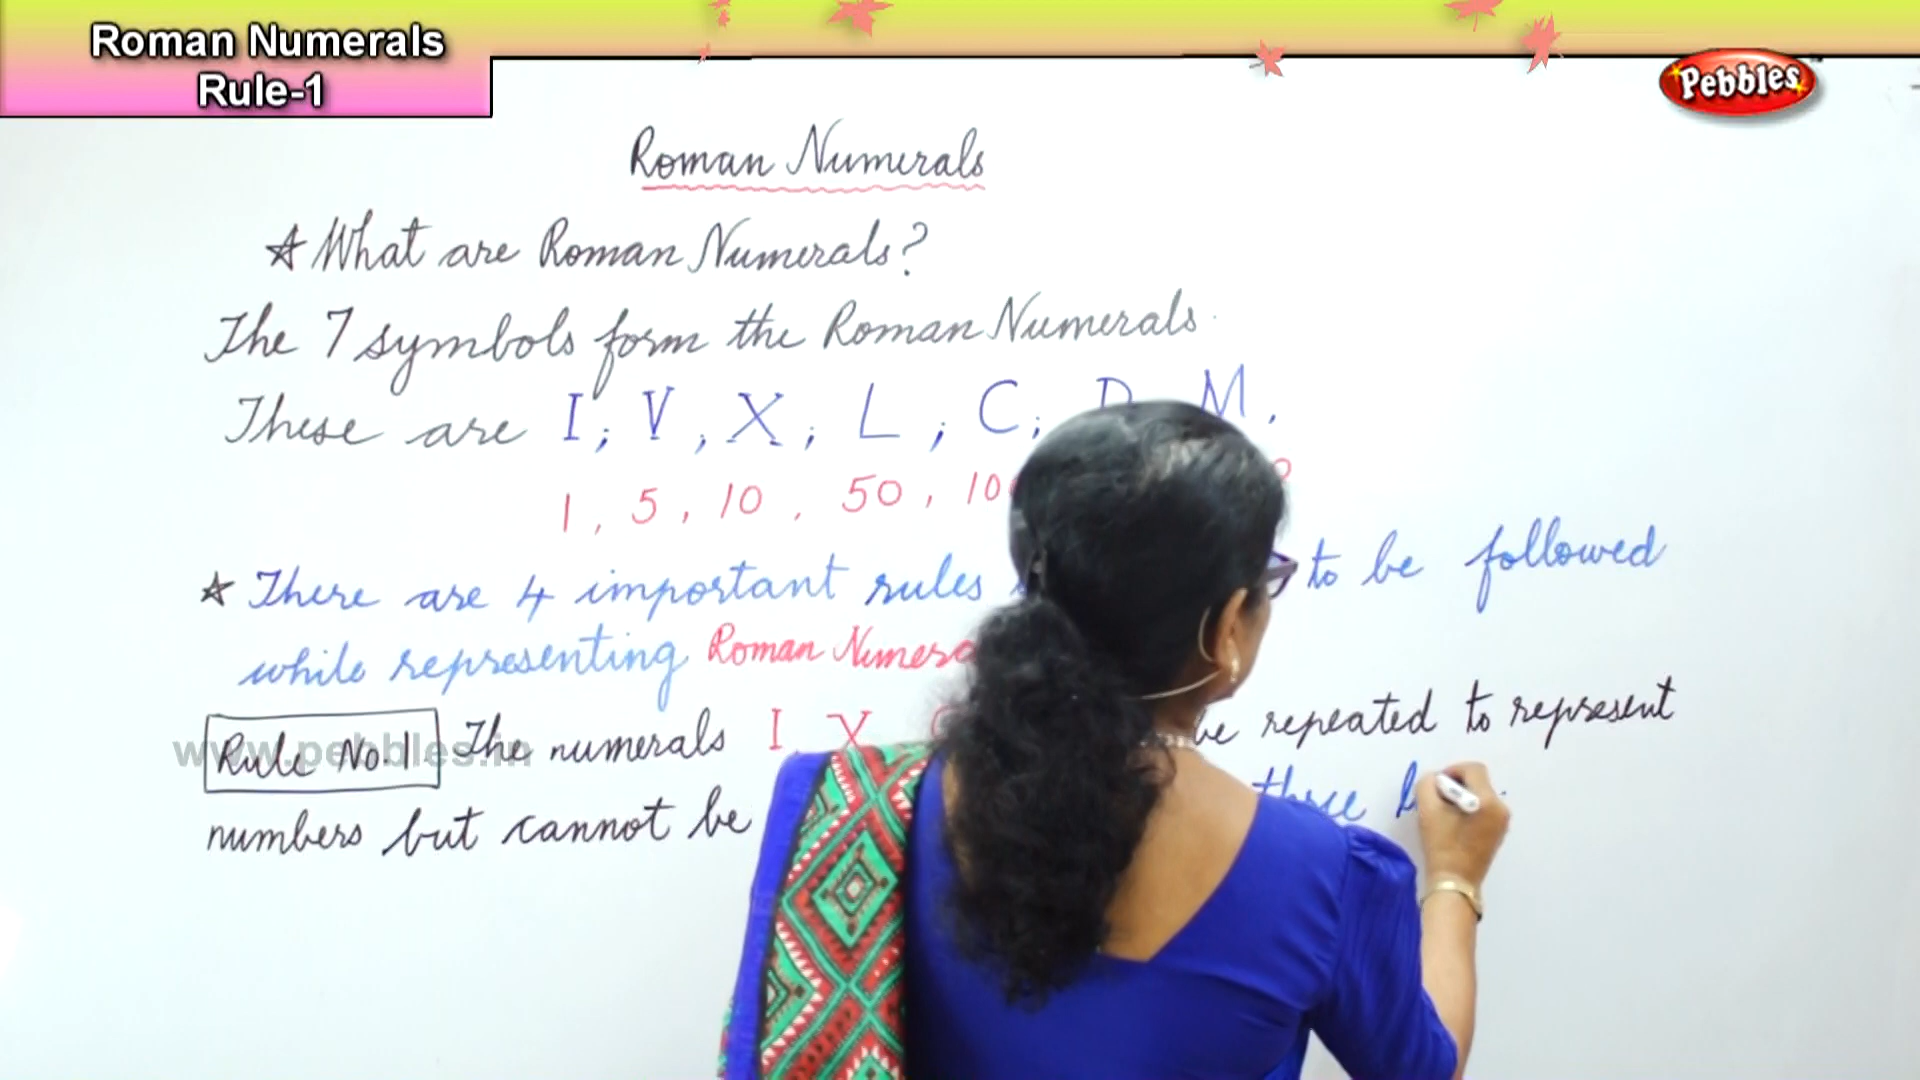 Roman Numerals
Rule-1
Pebbles
Roman Numerals
☆ What are Roman Numerals?
The 7 symbols form the Roman Numerals.
These are I, V, X, L, C, D M,
1, 5, 10, 50, 100
☆ There are 4 important rules to be followed
while representing Roman
Rule No. 1 The numerals I X be repeated to represent
numbers but cannot be three
www.pebbles.in